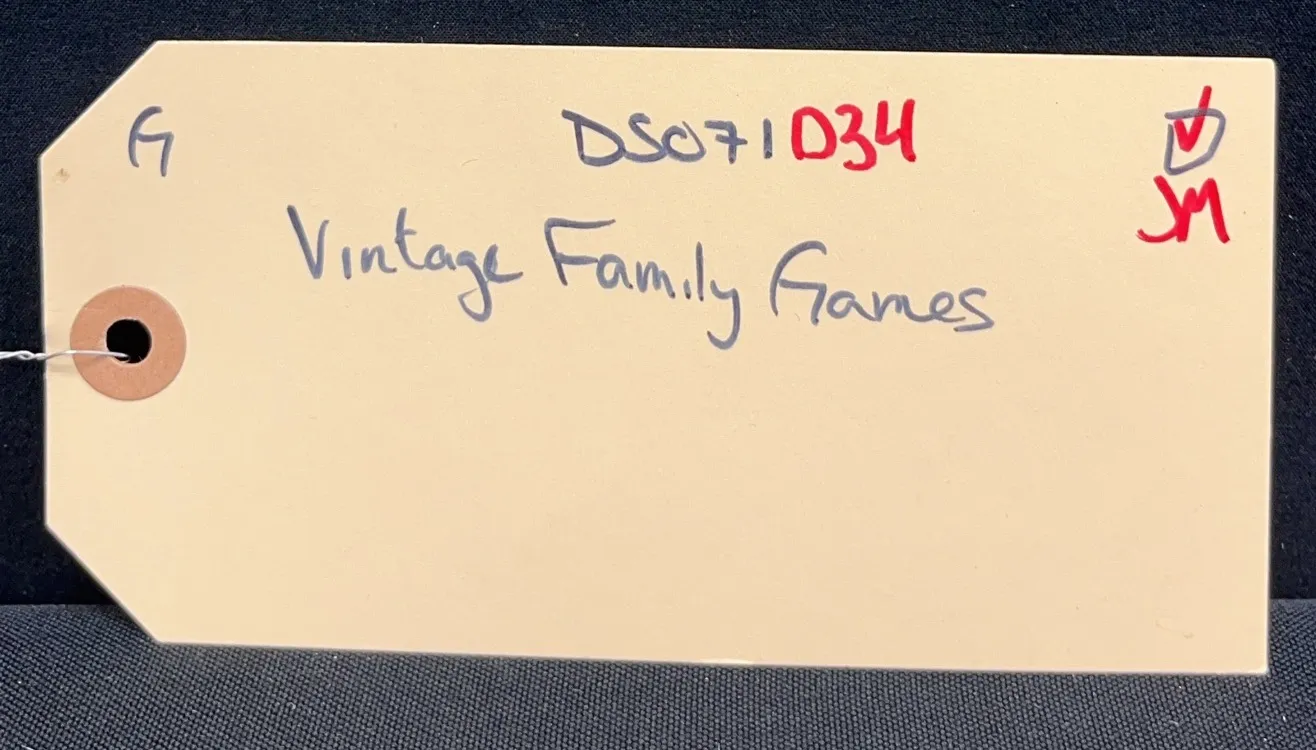 G DS071D34 ☑
JM
Vintage Family Games